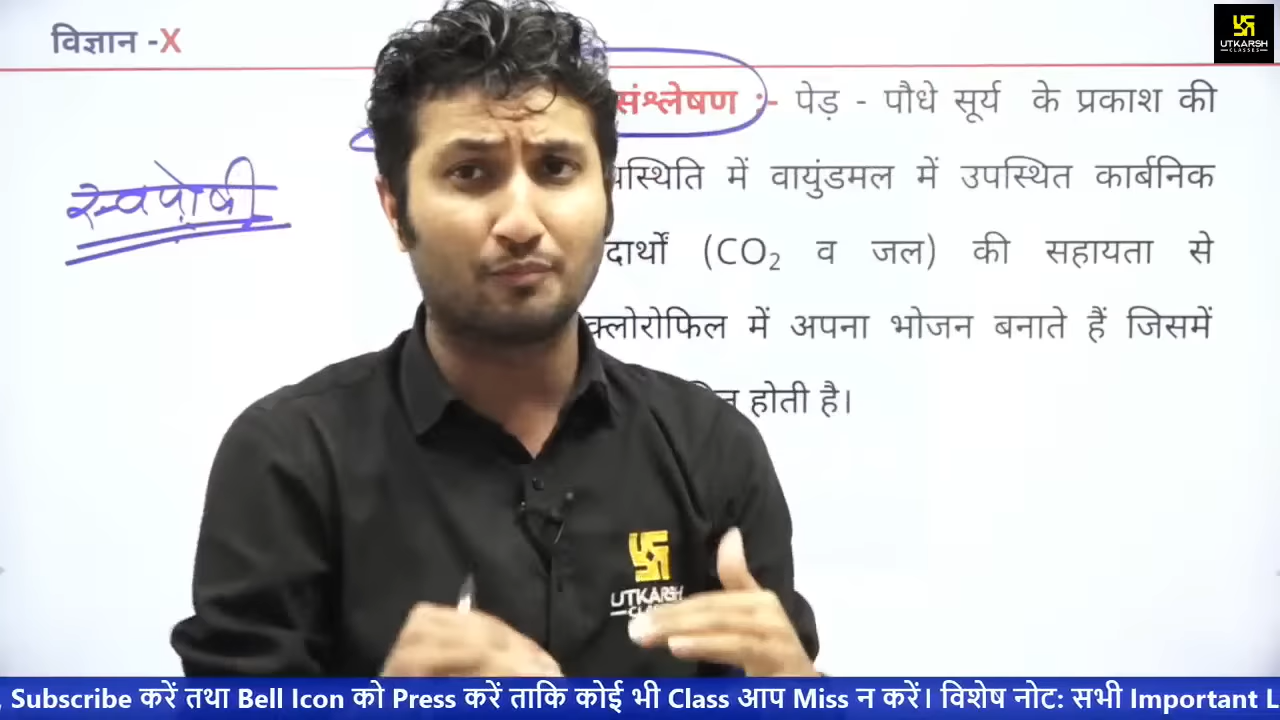 विज्ञान -X
UTKARSH
CLASSES
संश्लेषण :- पेड़ - पौधे सूर्य के प्रकाश की
में वायुंडमल में उपस्थित कार्बनिक
स्वपोषी
(CO₂ व जल) की सहायता से
क्लोरोफिल में अपना भोजन बनाते हैं जिसमें
होती है।
UTKARSH
Subscribe करें तथा Bell Icon को Press करें ताकि कोई भी Class आप Miss न करें। विशेष नोट: सभी Important